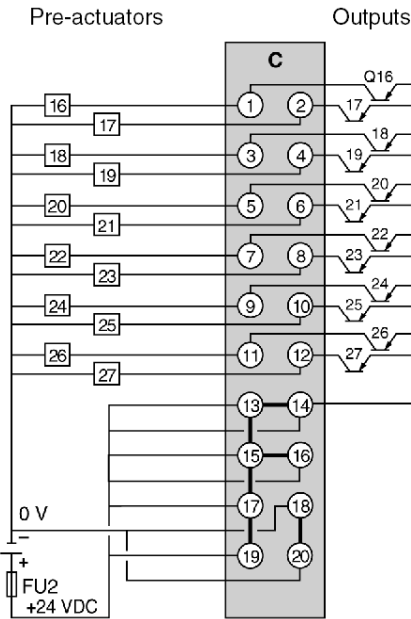 Pre-actuators Outputs
C
Q16
16 1 2 17
17
18
18 3 4 19
19
20
20 5 6 21
21
22
22 7 8 23
23
24
24 9 10 25
25
26
26 11 12 27
27
13 14
15 16
0 V 17 18
−
+ 19 20
FU2
+24 VDC